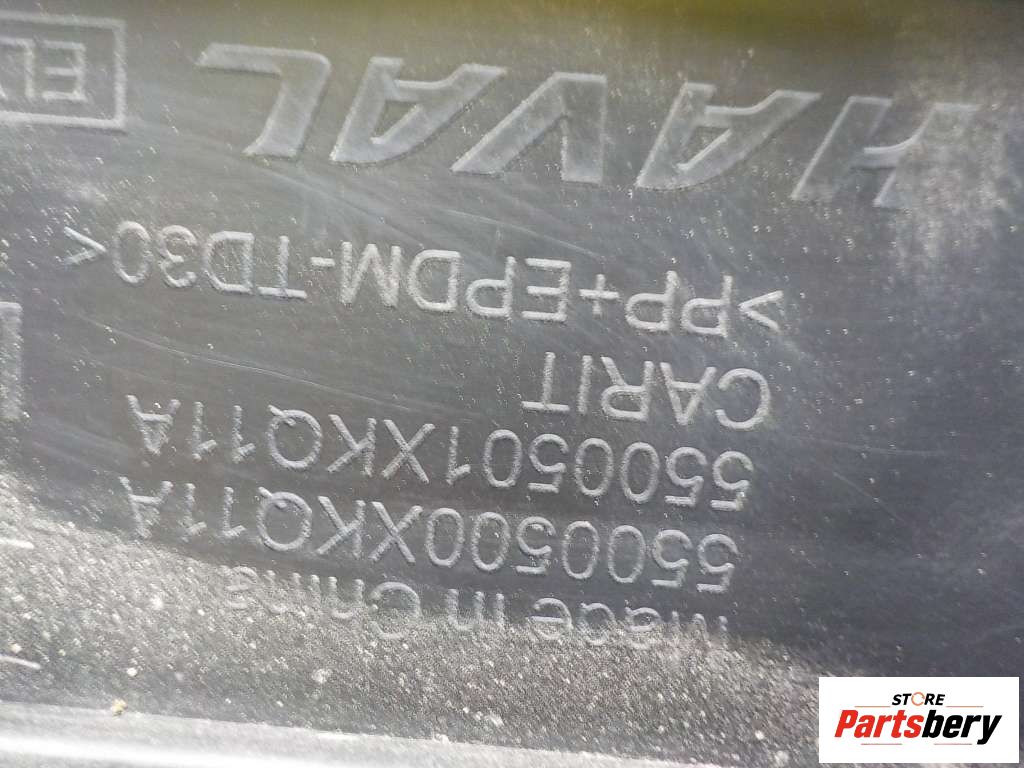 Made in China
5500500XKQ11A
5500501XKQ11A
CARIT
>PP+EPDM-TD30<
HAVAL
STORE
Partsbery